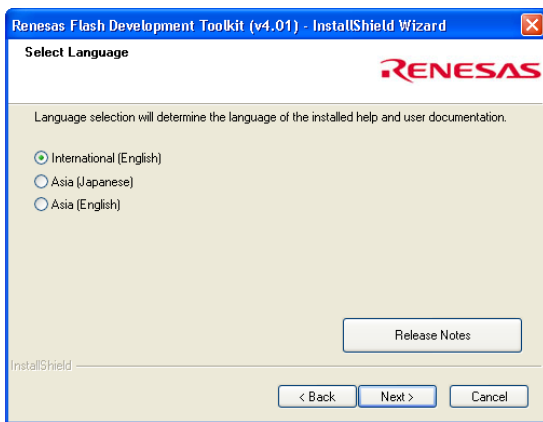 Renesas Flash Development Toolkit (v4.01) - InstallShield Wizard
Select Language
RENESAS
Language selection will determine the language of the installed help and user documentation.
International (English)
Asia (Japanese)
Asia (English)
Release Notes
InstallShield
< Back Next > Cancel